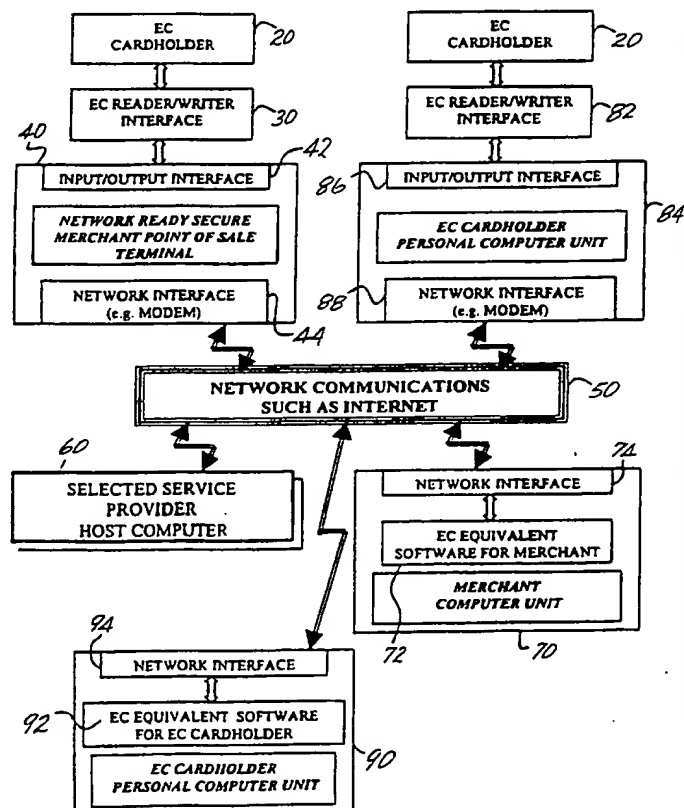 EC
CARDHOLDER
20
EC
CARDHOLDER
20
EC READER/WRITER
INTERFACE
30
EC READER/WRITER
INTERFACE
82
40
INPUT/OUTPUT INTERFACE
42
NETWORK READY SECURE
MERCHANT POINT OF SALE
TERMINAL
NETWORK INTERFACE
(e.g. MODEM)
44
86
INPUT/OUTPUT INTERFACE
84
EC CARDHOLDER
PERSONAL COMPUTER UNIT
88
NETWORK INTERFACE
(e.g. MODEM)
NETWORK COMMUNICATIONS
SUCH AS INTERNET
50
60
SELECTED SERVICE
PROVIDER
HOST COMPUTER
74
NETWORK INTERFACE
EC EQUIVALENT
SOFTWARE FOR MERCHANT
MERCHANT
COMPUTER UNIT
72
70
94
NETWORK INTERFACE
92
EC EQUIVALENT SOFTWARE
FOR EC CARDHOLDER
90
EC CARDHOLDER
PERSONAL COMPUTER UNIT